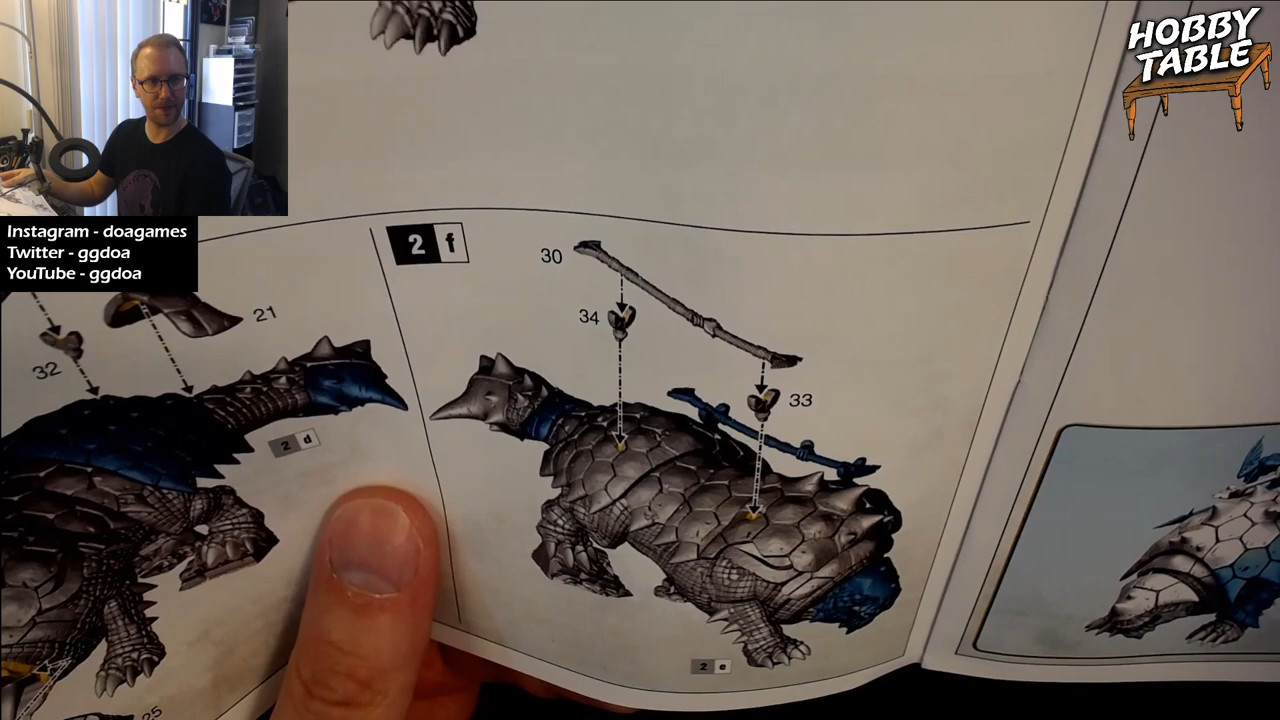 HOBBY
TABLE
Instagram - doagames
Twitter - ggdoa
YouTube - ggdoa
2 f
30
34
33
21
32
2 d
2 e
25